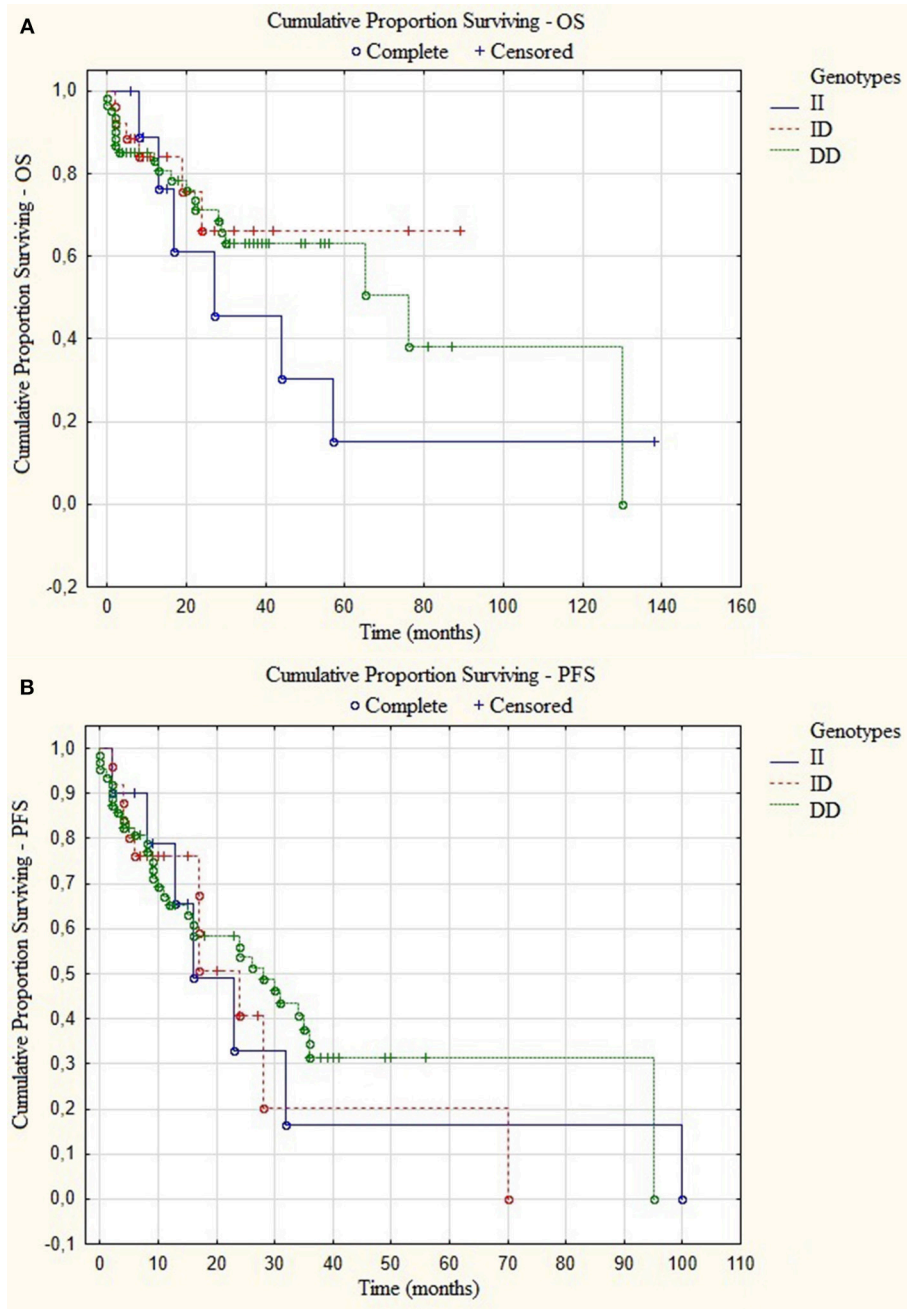 A
Cumulative Proportion Surviving - OS
o Complete + Censored
Genotypes
II
ID
DD
Cumulative Proportion Surviving - OS
1,0
0,8
0,6
0,4
0,2
0,0
-0,2
0 20 40 60 80 100 120 140 160
Time (months)
B
Cumulative Proportion Surviving - PFS
o Complete + Censored
Genotypes
II
ID
DD
Cumulative Proportion Surviving - PFS
1,0
0,9
0,8
0,7
0,6
0,5
0,4
0,3
0,2
0,1
0,0
-0,1
0 10 20 30 40 50 60 70 80 90 100 110
Time (months)